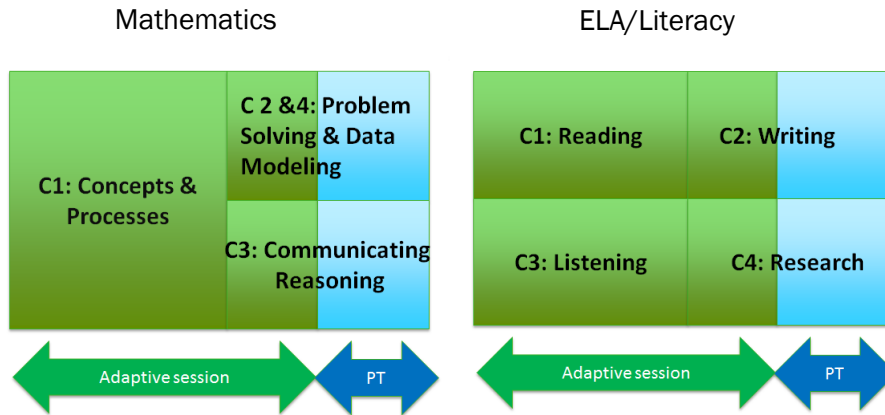 Mathematics
C1: Concepts &
Processes
C 2 &4: Problem
Solving & Data
Modeling
C3: Communicating
Reasoning
Adaptive session
PT
ELA/Literacy
C1: Reading
C2: Writing
C3: Listening
C4: Research
Adaptive session
PT